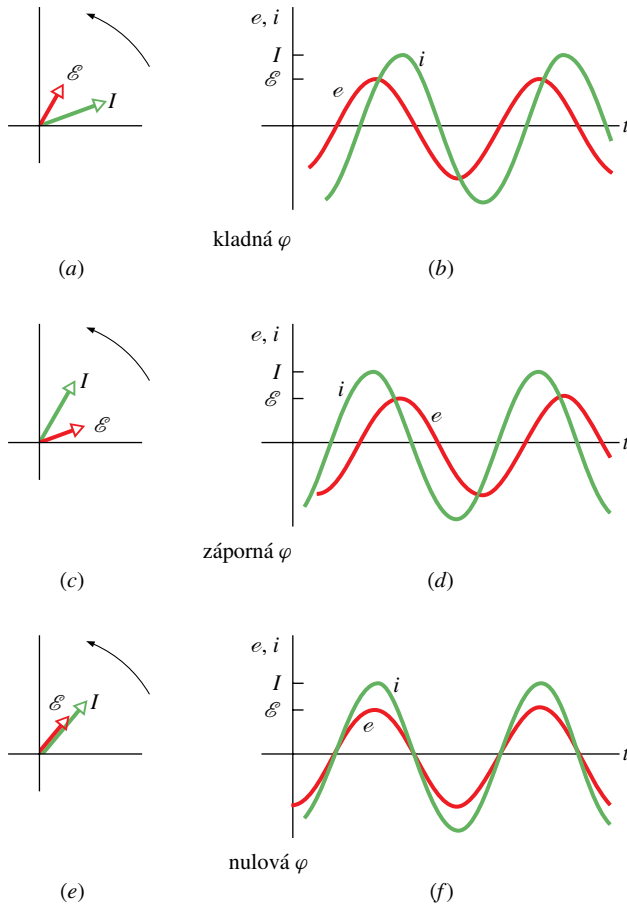 e, i
I
ℰ
e
i
t
ℰ
I
kladná φ
(a)
(b)
e, i
I
ℰ
i
e
t
I
ℰ
záporná φ
(c)
(d)
e, i
I
ℰ
i
e
t
ℰ
I
nulová φ
(e)
(f)